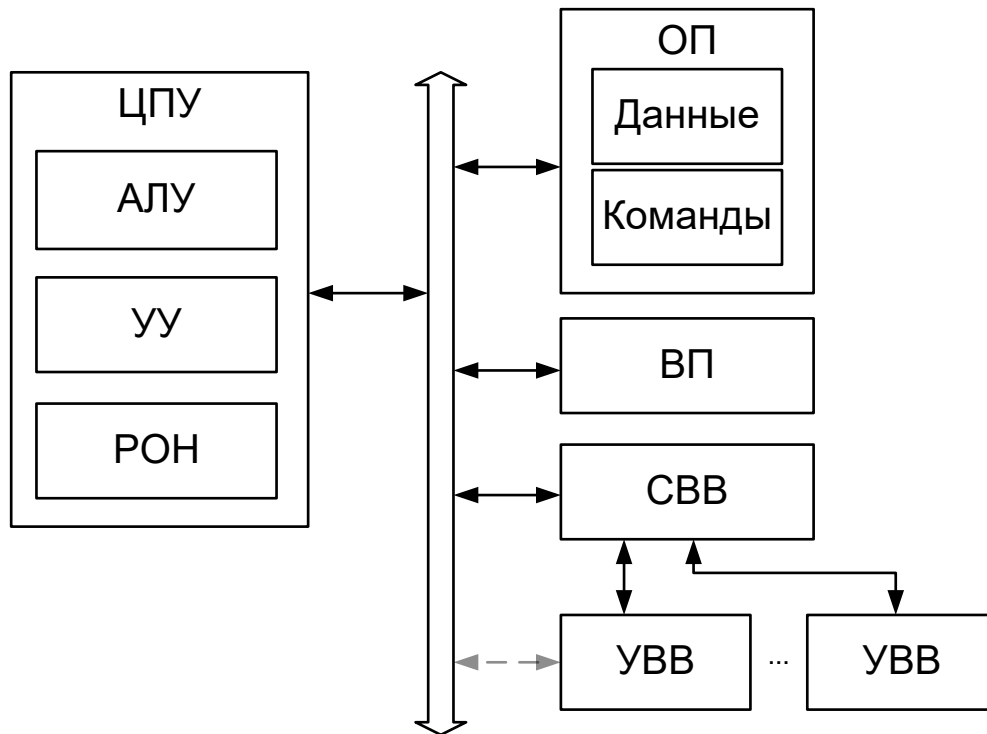 ЦПУ
АЛУ
УУ
РОН
ОП
Данные
Команды
ВП
СВВ
УВВ
...
УВВ